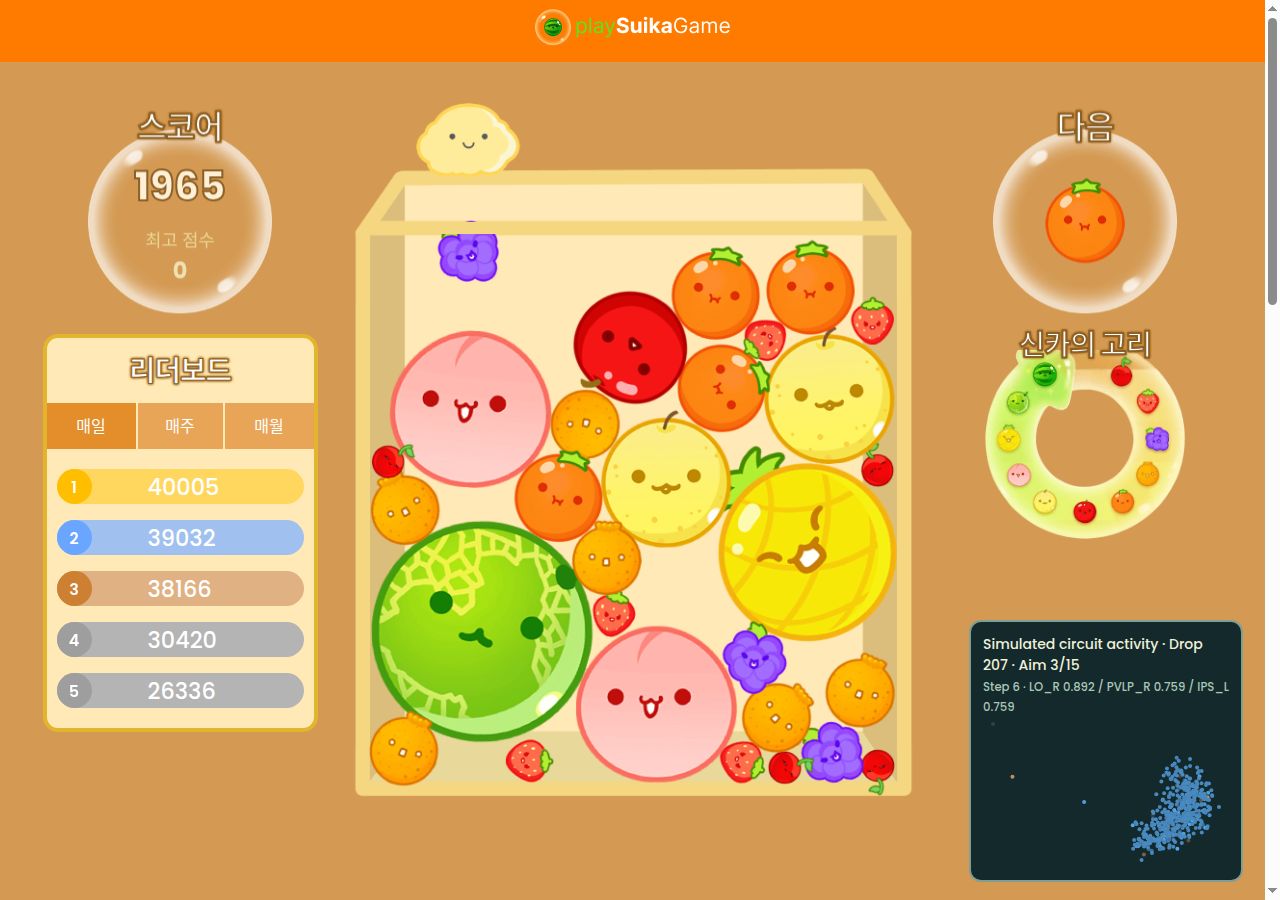 playSuikaGame
스코어
1965
최고 점수
0
리더보드
매일 매주 매월
1 40005
2 39032
3 38166
4 30420
5 26336
다음
신카의 고리
Simulated circuit activity · Drop
207 · Aim 3/15
Step 6 · LO_R 0.892 / PVLP_R 0.759 / IPS_L
0.759